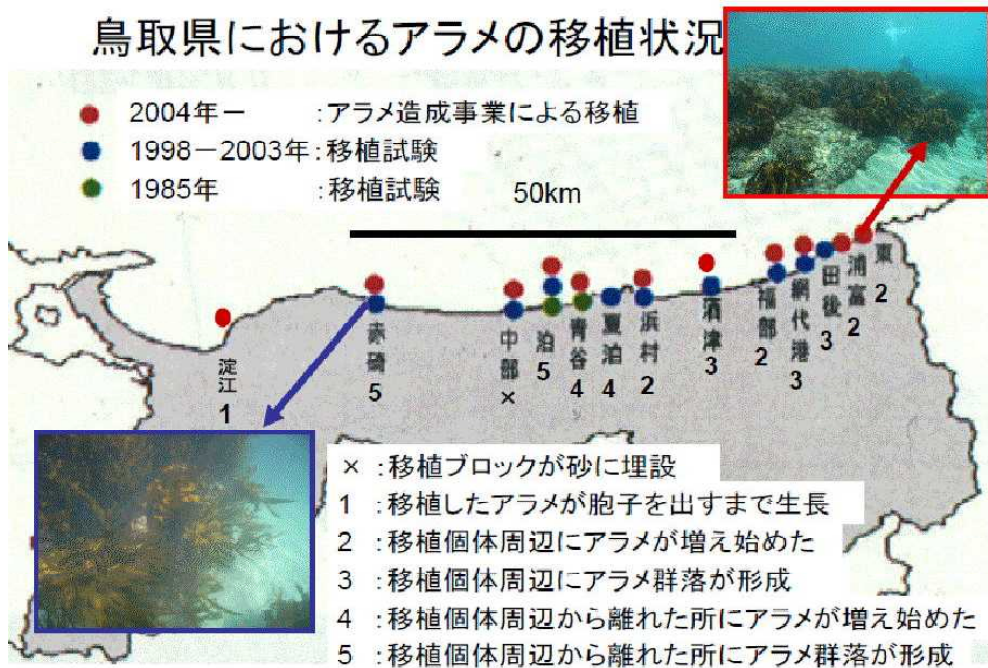 鳥取県におけるアラメの移植状況
2004年－ :アラメ造成事業による移植
1998－2003年:移植試験
1985年 :移植試験
50km
淀江
1
赤碕
5
中部
×
泊
5
青谷
4
夏泊
4
浜村
2
酒津
3
福部
2
網代港
3
田後
3
浦富
2
東
2
× :移植ブロックが砂に埋設
1 :移植したアラメが胞子を出すまで生長
2 :移植個体周辺にアラメが増え始めた
3 :移植個体周辺にアラメ群落が形成
4 :移植個体周辺から離れた所にアラメが増え始めた
5 :移植個体周辺から離れた所にアラメ群落が形成